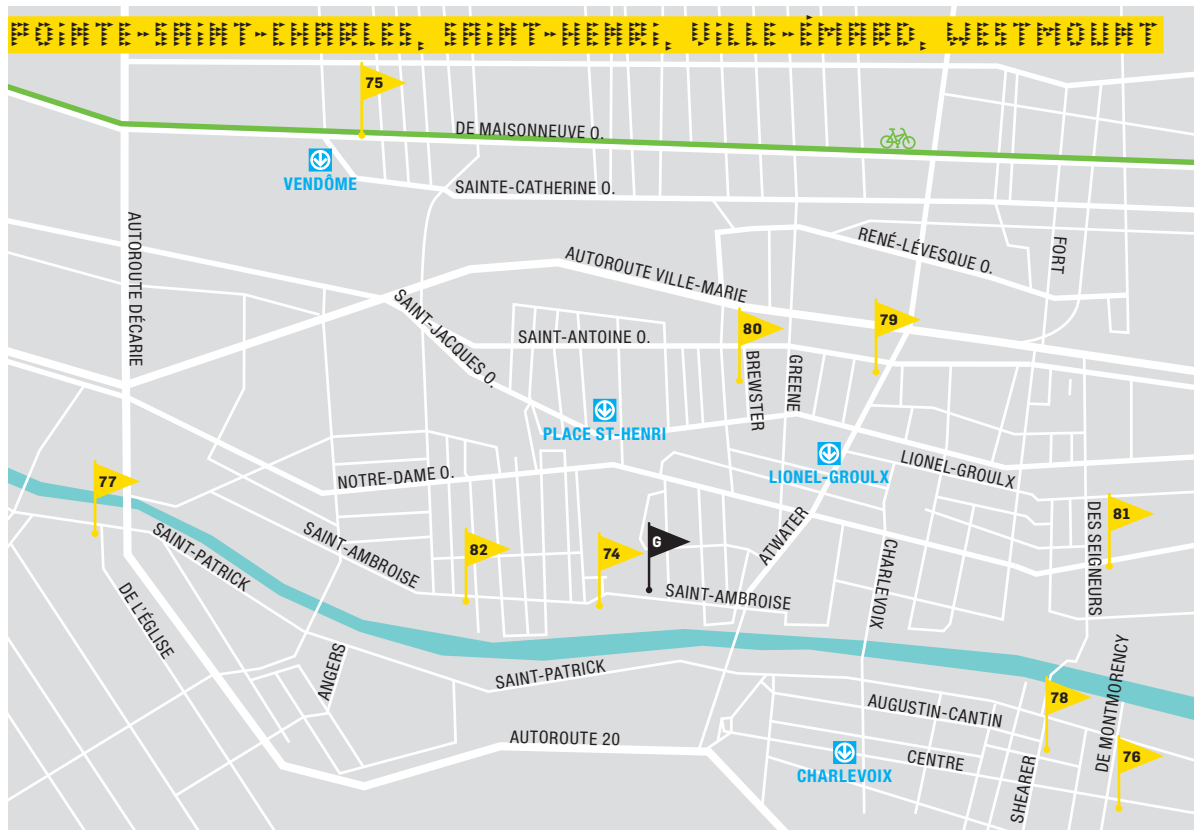 POINTE-SAINT-CHARLES, SAINT-HENRI, VILLE-ÉMARD, WESTMOUNT
75
DE MAISONNEUVE O.
VENDÔME
SAINTE-CATHERINE O.
AUTOROUTE DÉCARIE
RENÉ-LÉVESQUE O.
FORT
AUTOROUTE VILLE-MARIE
SAINT-JACQUES O.
SAINT-ANTOINE O.
80
79
BREWSTER
GREENE
PLACE ST-HENRI
LIONEL-GROULX
LIONEL-GROULX
NOTRE-DAME O.
77
SAINT-PATRICK
SAINT-AMBROISE
82
74
G
SAINT-AMBROISE
ATWATER
CHARLEVOIX
DES SEIGNEURS
81
DE L'ÉGLISE
ANGERS
SAINT-PATRICK
AUGUSTIN-CANTIN
78
DE MONTMORENCY
AUTOROUTE 20
CHARLEVOIX
CENTRE
SHEARER
76